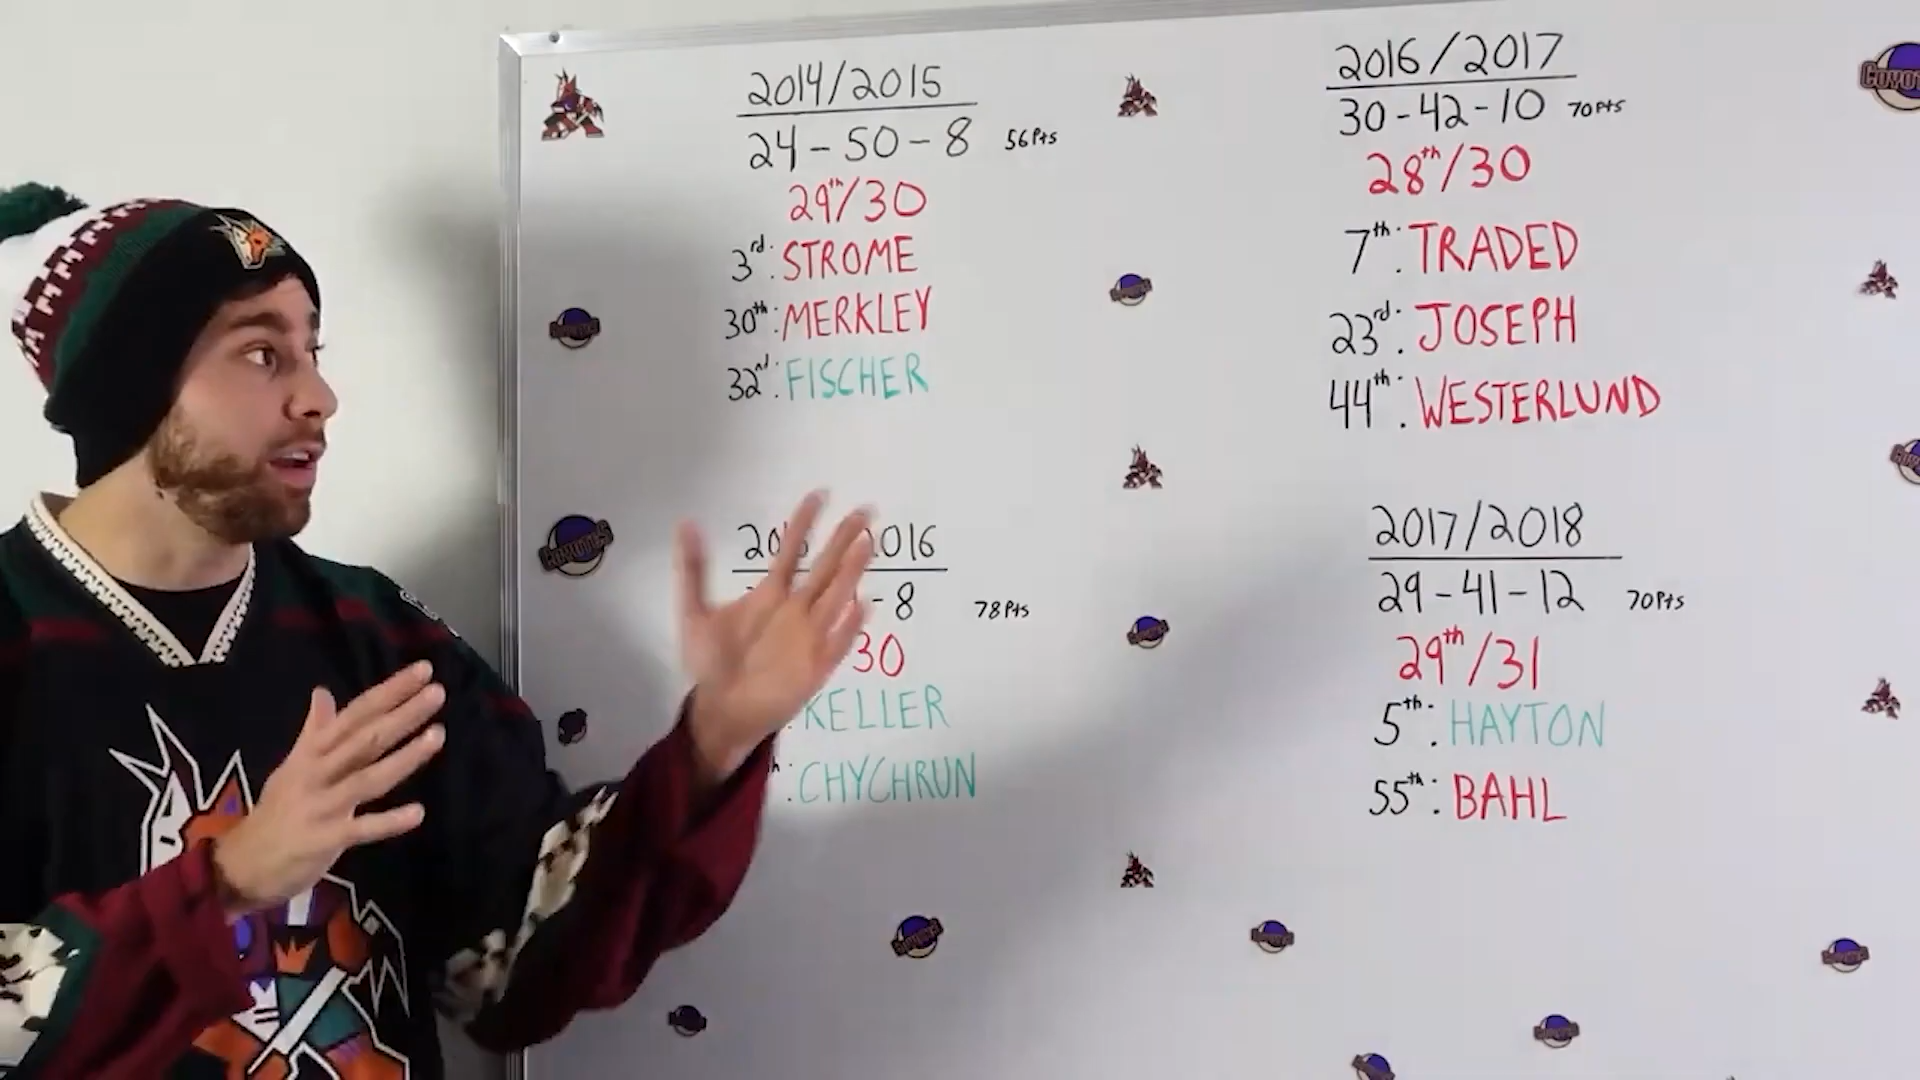 2014/2015
24-50-8 56Pts
29th/30
3rd: STROME
30th: MERKLEY
32nd: FISCHER
2016
-8 78Pts
30
KELLER
: CHYCHRUN
2016/2017
30-42-10 70Pts
28th/30
7th: TRADED
23rd: JOSEPH
44th: WESTERLUND
2017/2018
29-41-12 70Pts
29th/31
5th: HAYTON
55th: BAHL
COYOTES